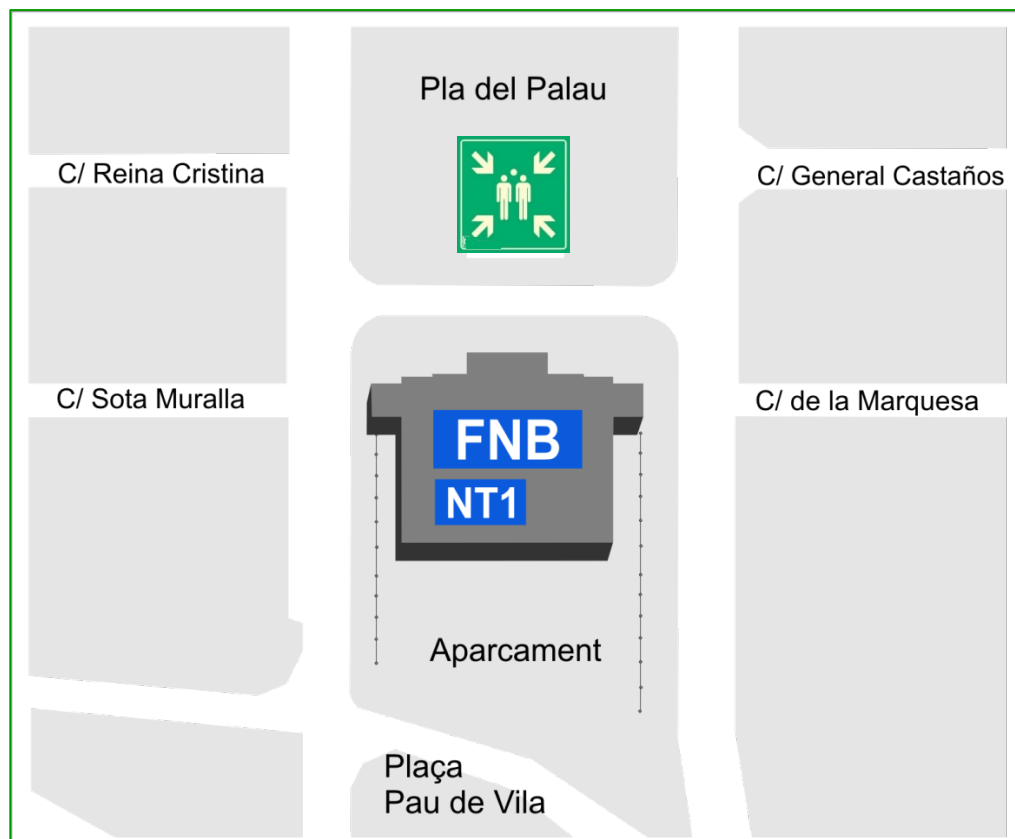 Pla del Palau
C/ Reina Cristina
C/ General Castaños
C/ Sota Muralla
C/ de la Marquesa
FNB
NT1
Aparcament
Plaça
Pau de Vila